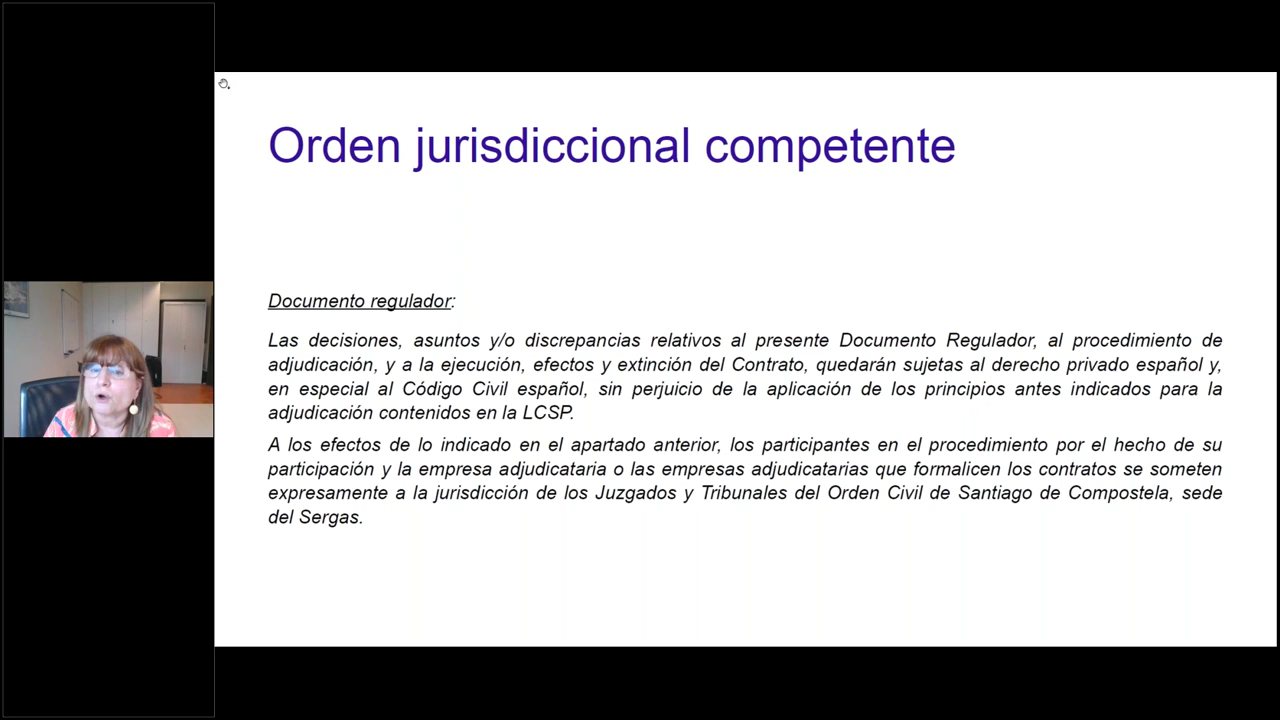 Orden jurisdiccional competente
Documento regulador:
Las decisiones, asuntos y/o discrepancias relativos al presente Documento Regulador, al procedimiento de
adjudicación, y a la ejecución, efectos y extinción del Contrato, quedarán sujetas al derecho privado español y,
en especial al Código Civil español, sin perjuicio de la aplicación de los principios antes indicados para la
adjudicación contenidos en la LCSP.
A los efectos de lo indicado en el apartado anterior, los participantes en el procedimiento por el hecho de su
participación y la empresa adjudicataria o las empresas adjudicatarias que formalicen los contratos se someten
expresamente a la jurisdicción de los Juzgados y Tribunales del Orden Civil de Santiago de Compostela, sede
del Sergas.